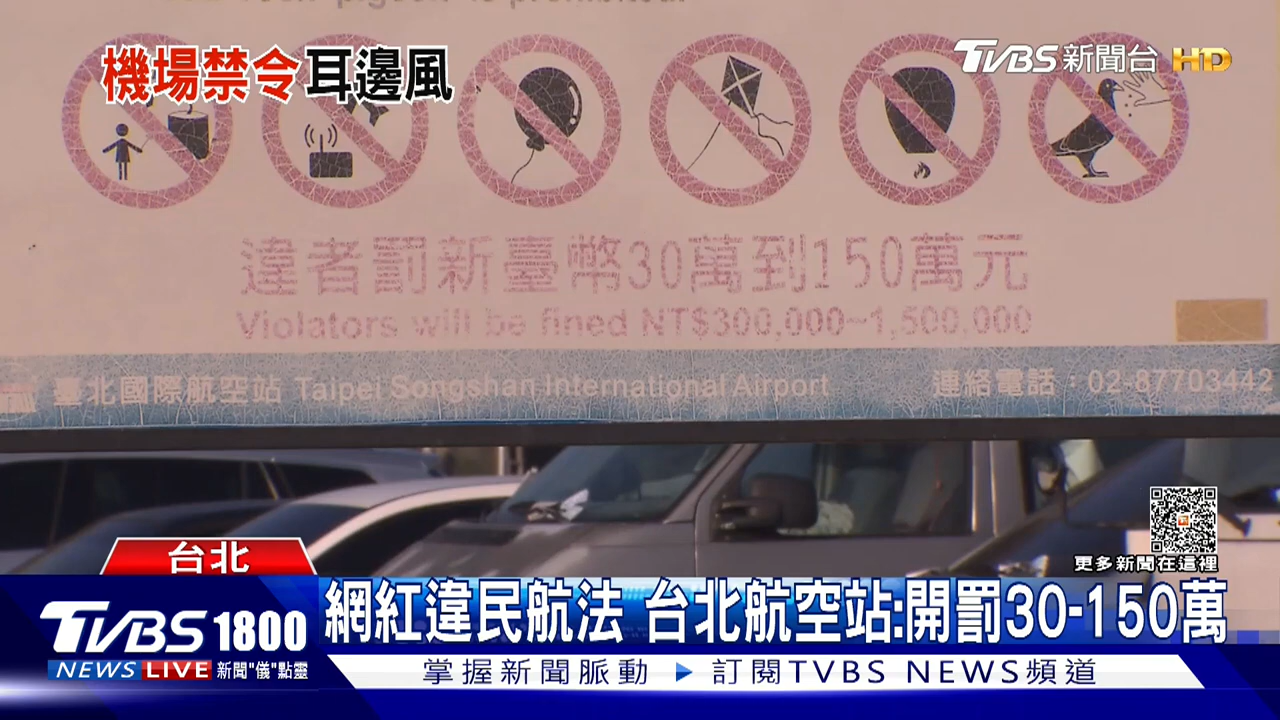 pigeon is prohibited.
機場禁令 耳邊風
TVBS新聞台 HD
違者罰新臺幣30萬到150萬元
Violators will be fined NT$300,000~1,500,000
臺北國際航空站 Taipei Songshan International Airport
連絡電話：02-87703442
更多新聞在這裡
台北
TVBS 1800
NEWS LIVE 新聞"儀"點靈
網紅違民航法 台北航空站:開罰30-150萬
掌握新聞脈動 ▶ 訂閱TVBS NEWS頻道